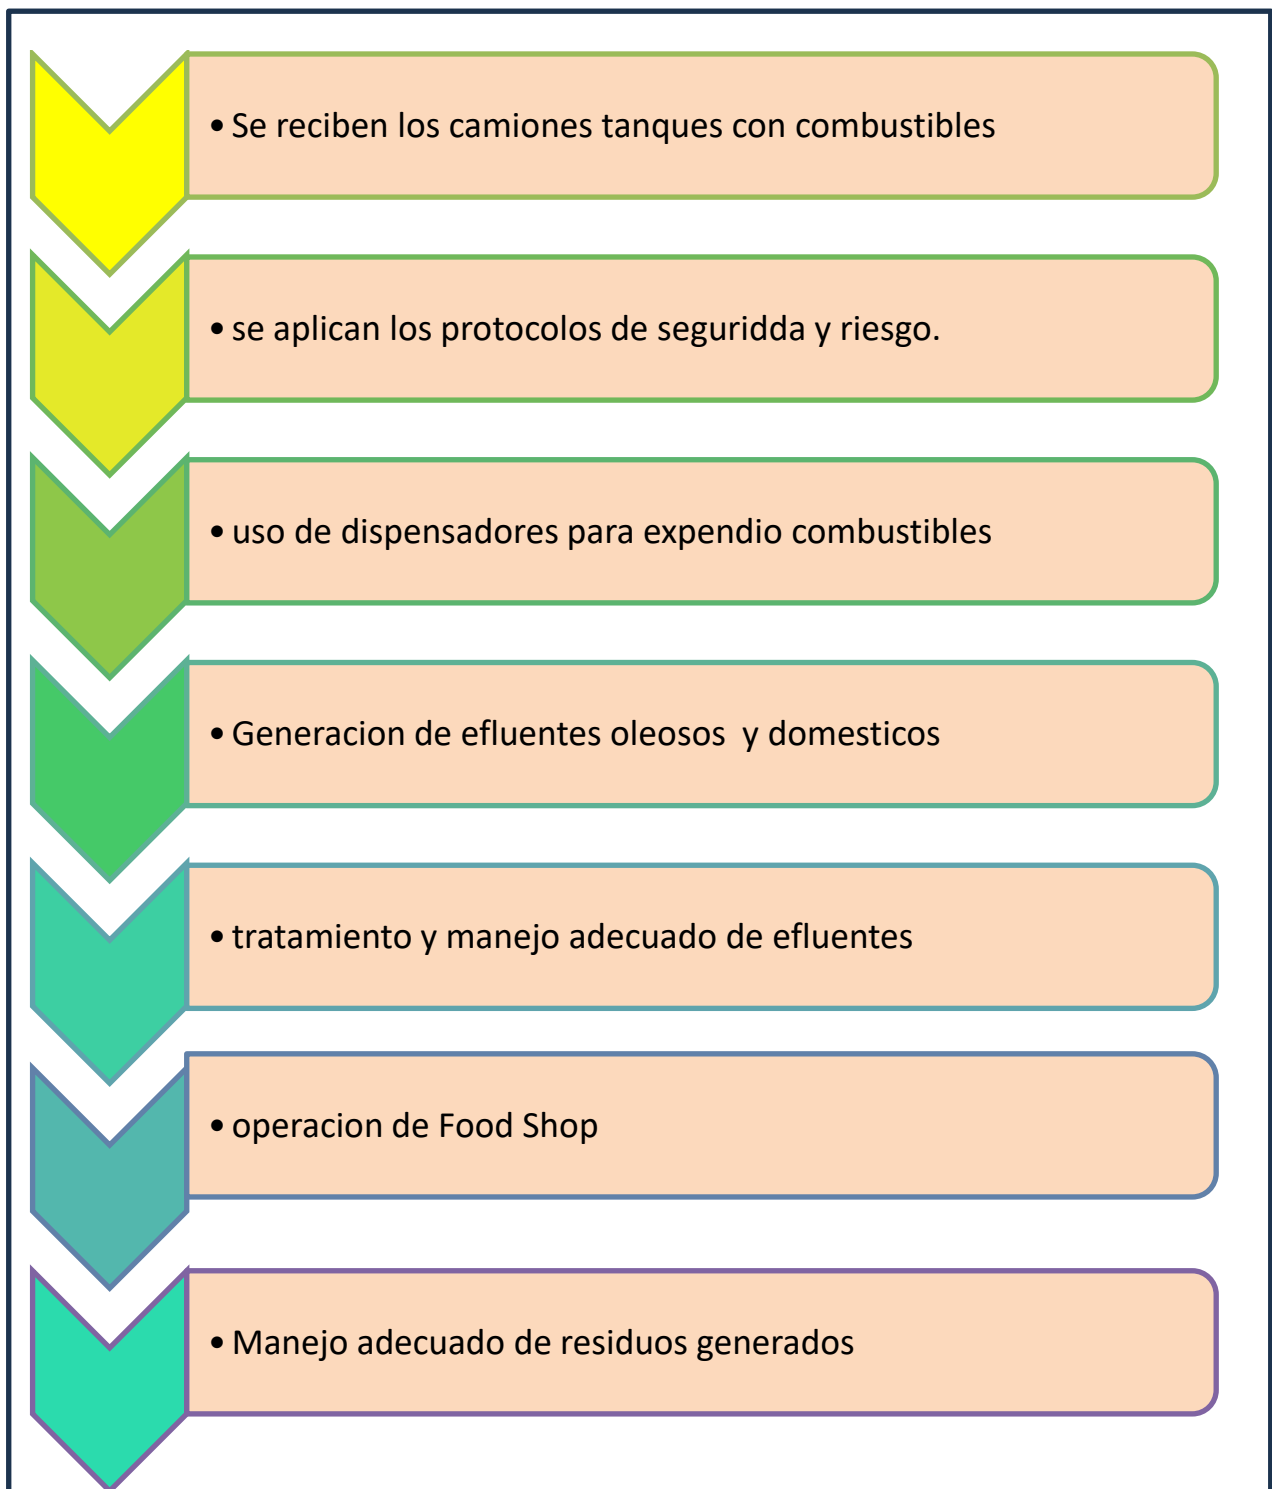 • Se reciben los camiones tanques con combustibles
• se aplican los protocolos de seguridda y riesgo.
• uso de dispensadores para expendio combustibles
• Generacion de efluentes oleosos  y domesticos
• tratamiento y manejo adecuado de efluentes
• operacion de Food Shop
• Manejo adecuado de residuos generados